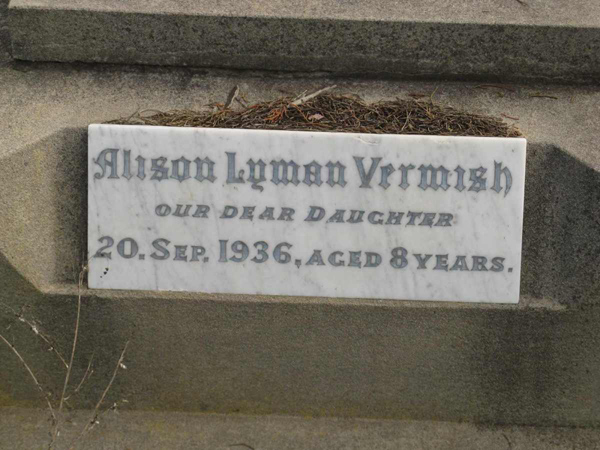 Alison Lyman Vermish
OUR DEAR DAUGHTER
20. SEP. 1936, AGED 8 YEARS.